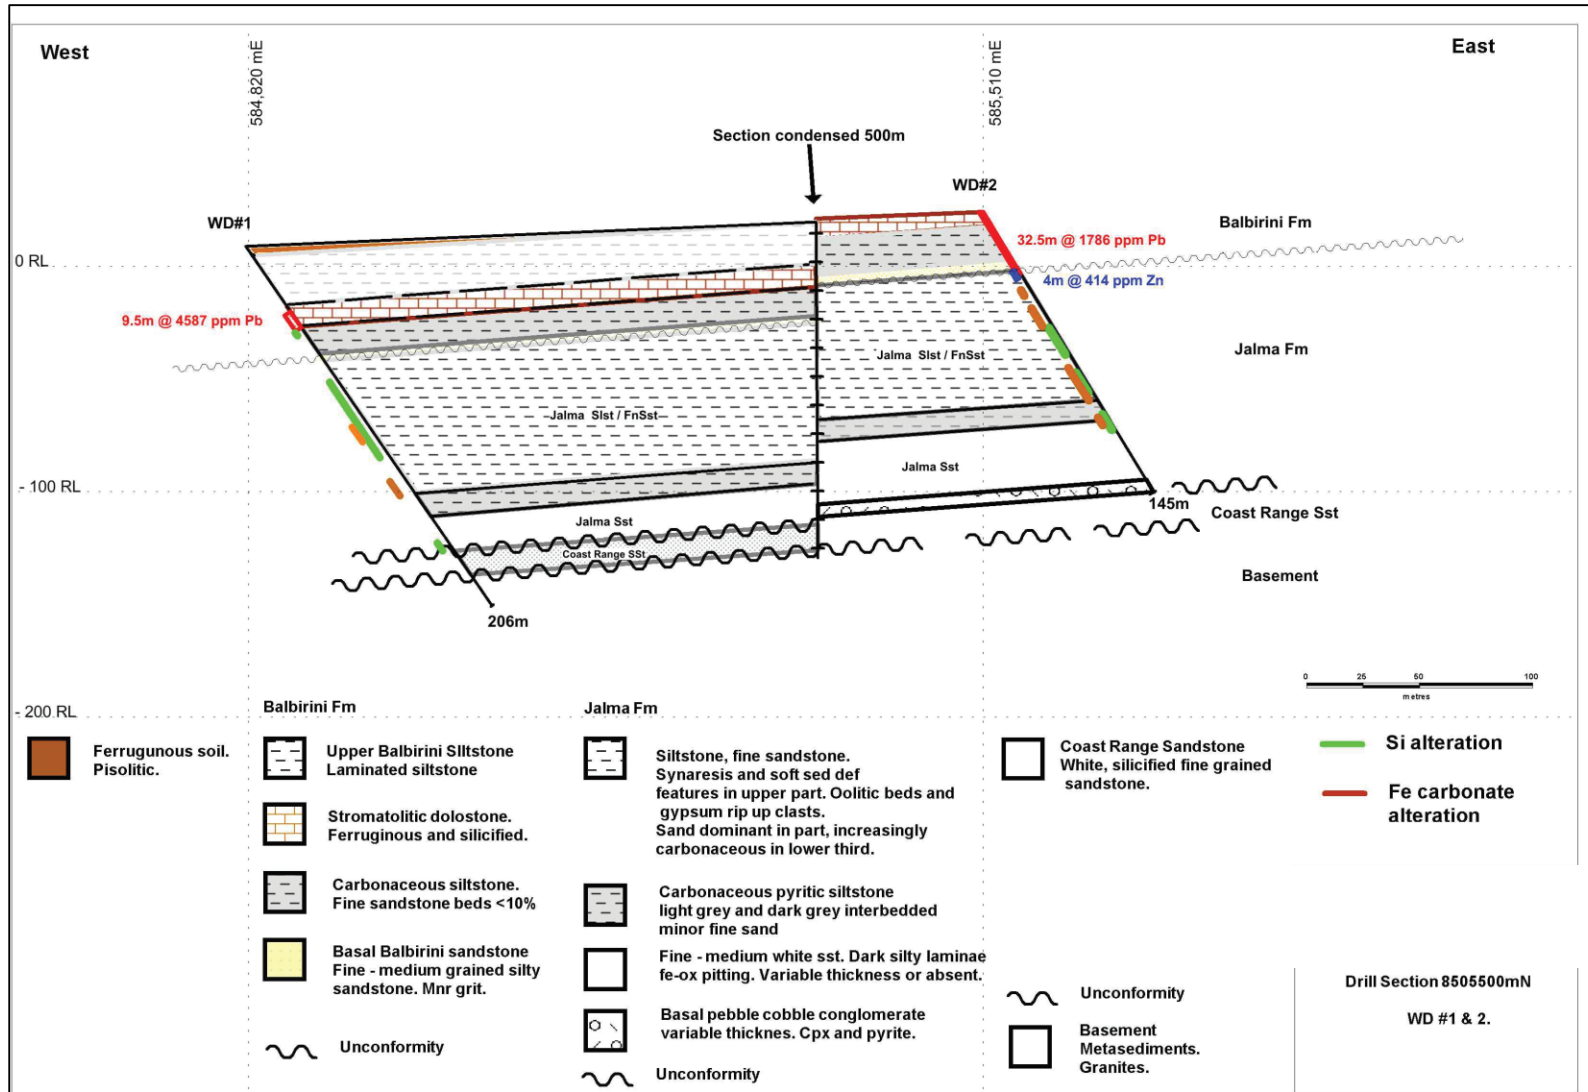 West
584,820 mE
585,510 mE
East
Section condensed 500m
WD#1
WD#2
Balbirini Fm
32.5m @ 1786 ppm Pb
0 RL
4m @ 414 ppm Zn
9.5m @ 4587 ppm Pb
Jalma Slst / FnSst
Jalma Fm
Jalma Slst / FnSst
Jalma Sst
- 100 RL
145m
Coast Range Sst
Jalma Sst
Coast Range SSt
Basement
206m
0 25 50 100
metres
- 200 RL
Ferrugunous soil.
Pisolitic.
Balbirini Fm
Upper Balbirini SIltstone
Laminated siltstone
Stromatolitic dolostone.
Ferruginous and silicified.
Carbonaceous siltstone.
Fine sandstone beds <10%
Basal Balbirini sandstone
Fine - medium grained silty
sandstone. Mnr grit.
Unconformity
Jalma Fm
Siltstone, fine sandstone.
Synaresis and soft sed def
features in upper part. Oolitic beds and
gypsum rip up clasts.
Sand dominant in part, increasingly
carbonaceous in lower third.
Carbonaceous pyritic siltstone
light grey and dark grey interbedded
minor fine sand
Fine - medium white sst. Dark silty laminae
fe-ox pitting. Variable thickness or absent.
Basal pebble cobble conglomerate
variable thicknes. Cpx and pyrite.
Unconformity
Coast Range Sandstone
White, silicified fine grained
sandstone.
Unconformity
Basement
Metasediments.
Granites.
Si alteration
Fe carbonate
alteration
Drill Section 8505500mN
WD #1 & 2.